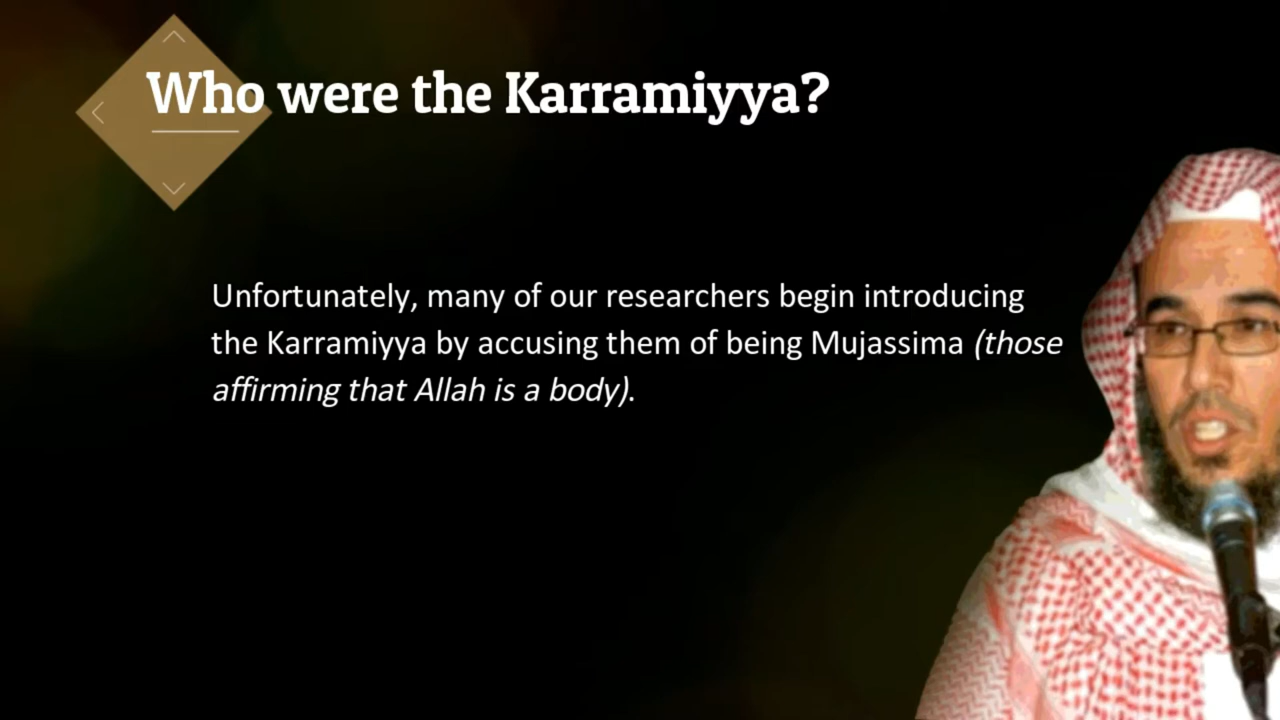 Who were the Karramiyya?
Unfortunately, many of our researchers begin introducing
the Karramiyya by accusing them of being Mujassima (those
affirming that Allah is a body).